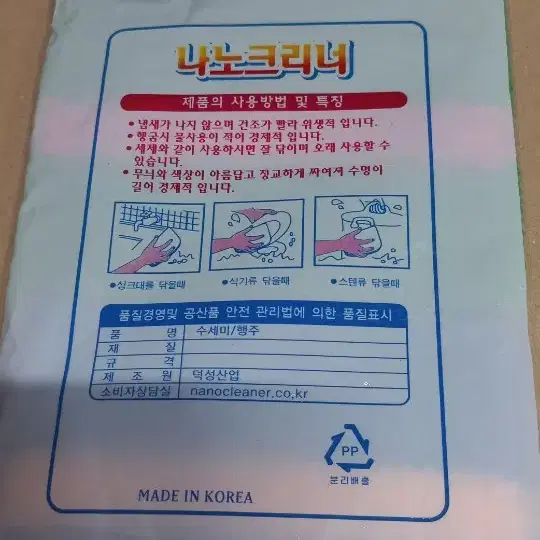 나노크리너
제품의 사용방법 및 특징
• 냄새가 나지 않으며 건조가 빨라 위생적 입니다.
• 헹굼시 물사용이 적어 경제적 입니다.
• 세제와 같이 사용하시면 잘 닦이며 오래 사용할 수
있습니다.
• 무늬와 색상이 아름답고 정교하게 짜여져 수명이
길어 경제적 입니다.
●싱크대를 닦을때
●식기류 닦을때
●스텐류 닦을때
품질경영및 공산품 안전 관리법에 의한 품질표시
품 명 수세미/행주
재 질
규 격
제 조 원 덕성산업
소비자상담실 nanocleaner.co.kr
PP
분리배출
MADE IN KOREA